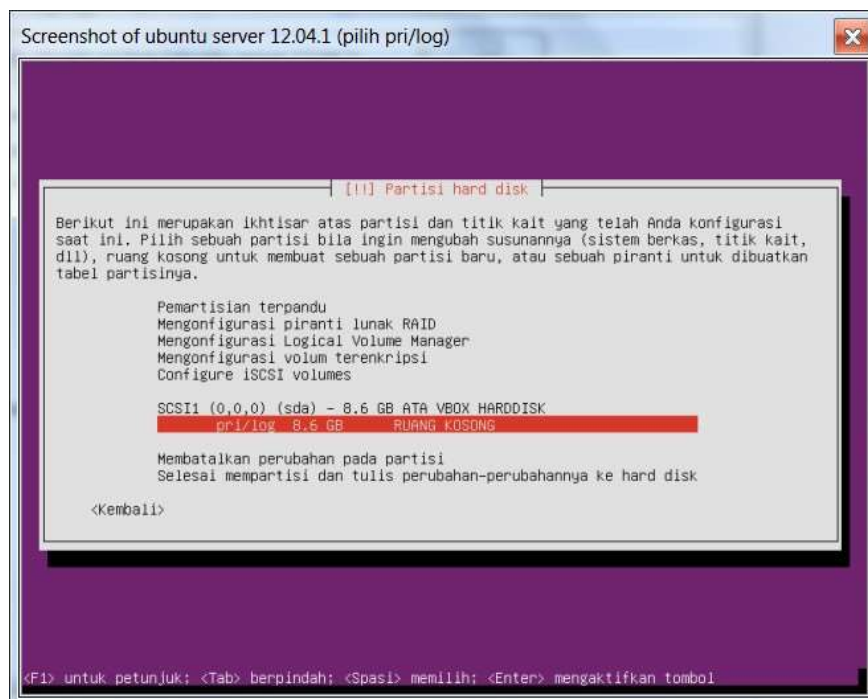 Screenshot of ubuntu server 12.04.1 (pilih pri/log)
[!!] Partisi hard disk
Berikut ini merupakan ikhtisar atas partisi dan titik kait yang telah Anda konfigurasi
saat ini. Pilih sebuah partisi bila ingin mengubah susunannya (sistem berkas, titik kait,
dll), ruang kosong untuk membuat sebuah partisi baru, atau sebuah piranti untuk dibuatkan
tabel partisinya.
Pemartisian terpandu
Mengonfigurasi piranti lunak RAID
Mengonfigurasi Logical Volume Manager
Mengonfigurasi volum terenkripsi
Configure iSCSI volumes
SCSI1 (0,0,0) (sda) - 8.6 GB ATA VBOX HARDDISK
pri/log 8.6 GB RUANG KOSONG
Membatalkan perubahan pada partisi
Selesai mempartisi dan tulis perubahan-perubahannya ke hard disk
<Kembali>
<F1> untuk petunjuk; <Tab> berpindah; <Spasi> memilih; <Enter> mengaktifkan tombol